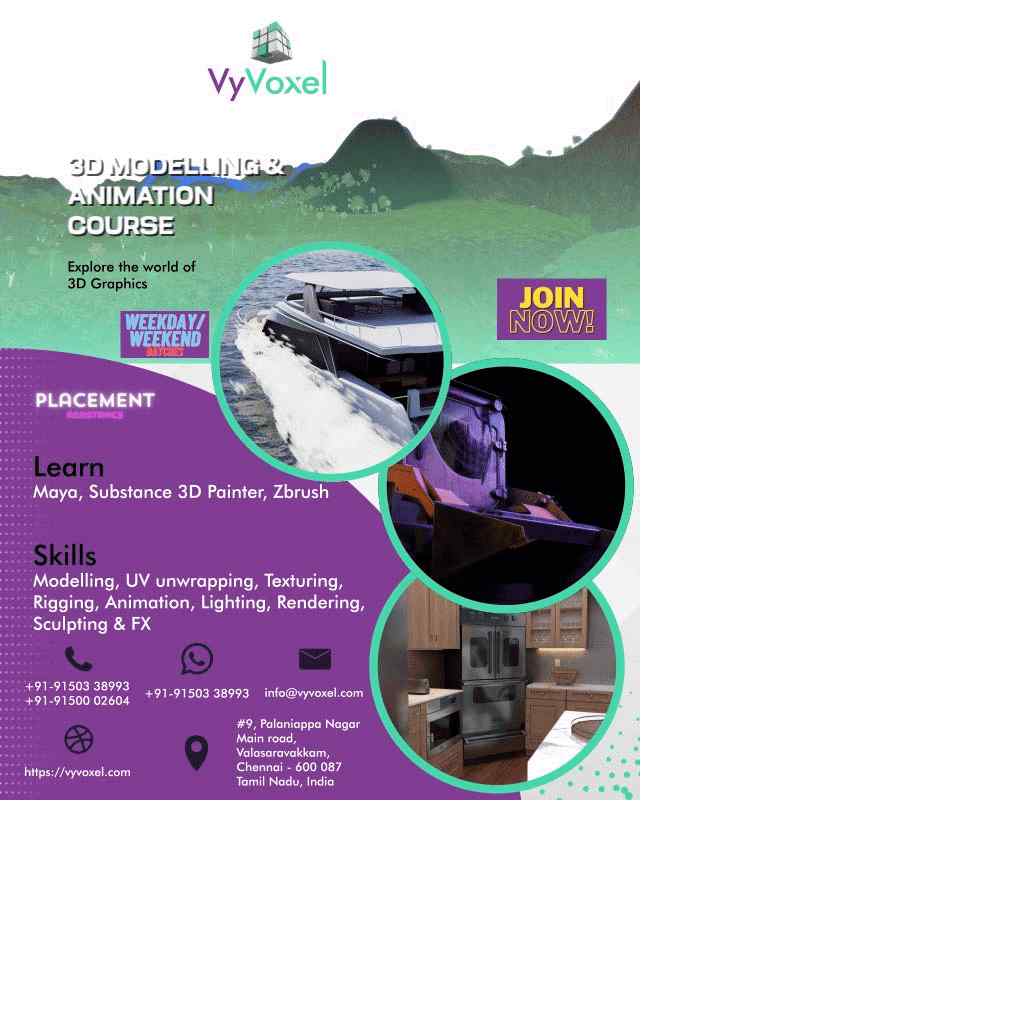 VyVoxel
3D MODELLING &
ANIMATION
COURSE
Explore the world of
3D Graphics
WEEKDAY/
WEEKEND
BATCHES
JOIN
NOW!
PLACEMENT
ASSISTANCE
Learn
Maya, Substance 3D Painter, Zbrush
Skills
Modelling, UV unwrapping, Texturing,
Rigging, Animation, Lighting, Rendering,
Sculpting & FX
+91-91503 38993
+91-91500 02604
+91-91503 38993
info@vyvoxel.com
https://vyvoxel.com
#9, Palaniappa Nagar
Main road,
Valasaravakkam,
Chennai - 600 087
Tamil Nadu, India